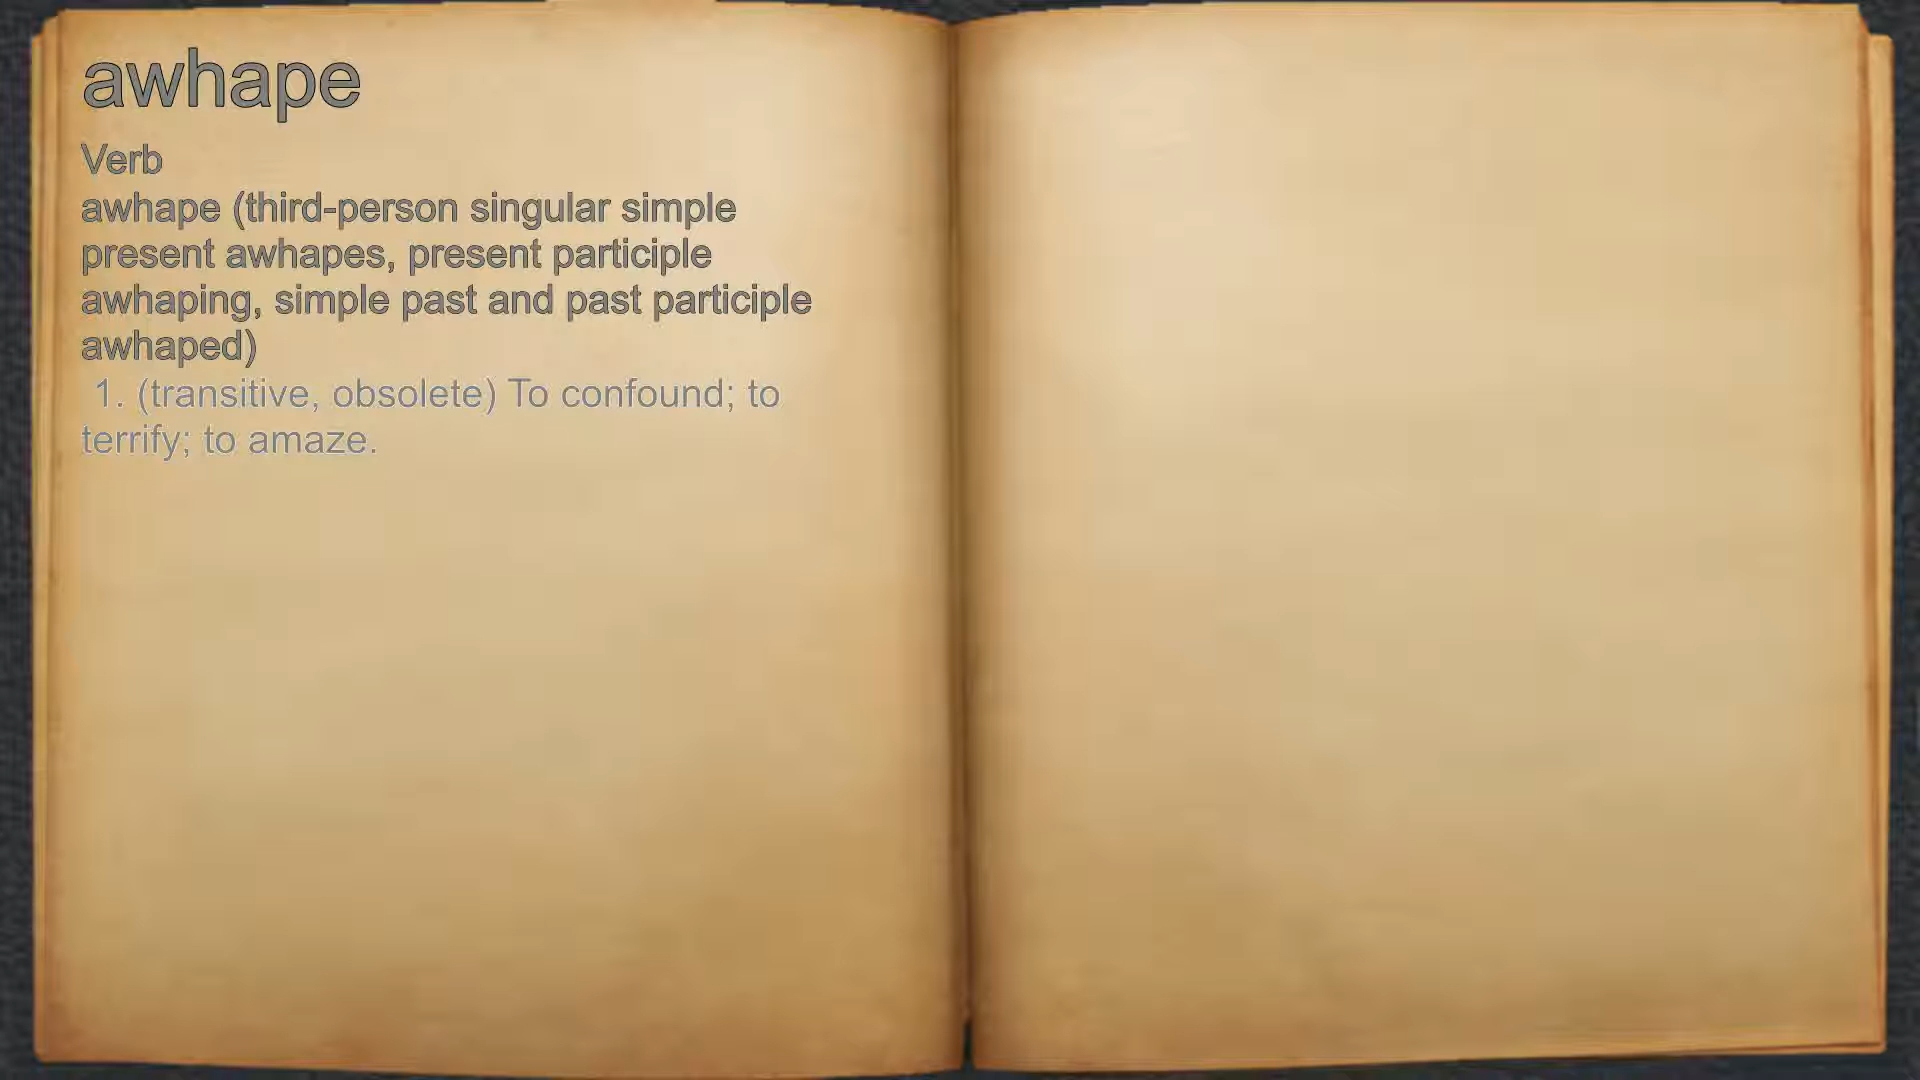 awhape
Verb
awhape (third-person singular simple
present awhapes, present participle
awhaping, simple past and past participle
awhaped)
1. (transitive, obsolete) To confound; to
terrify; to amaze.